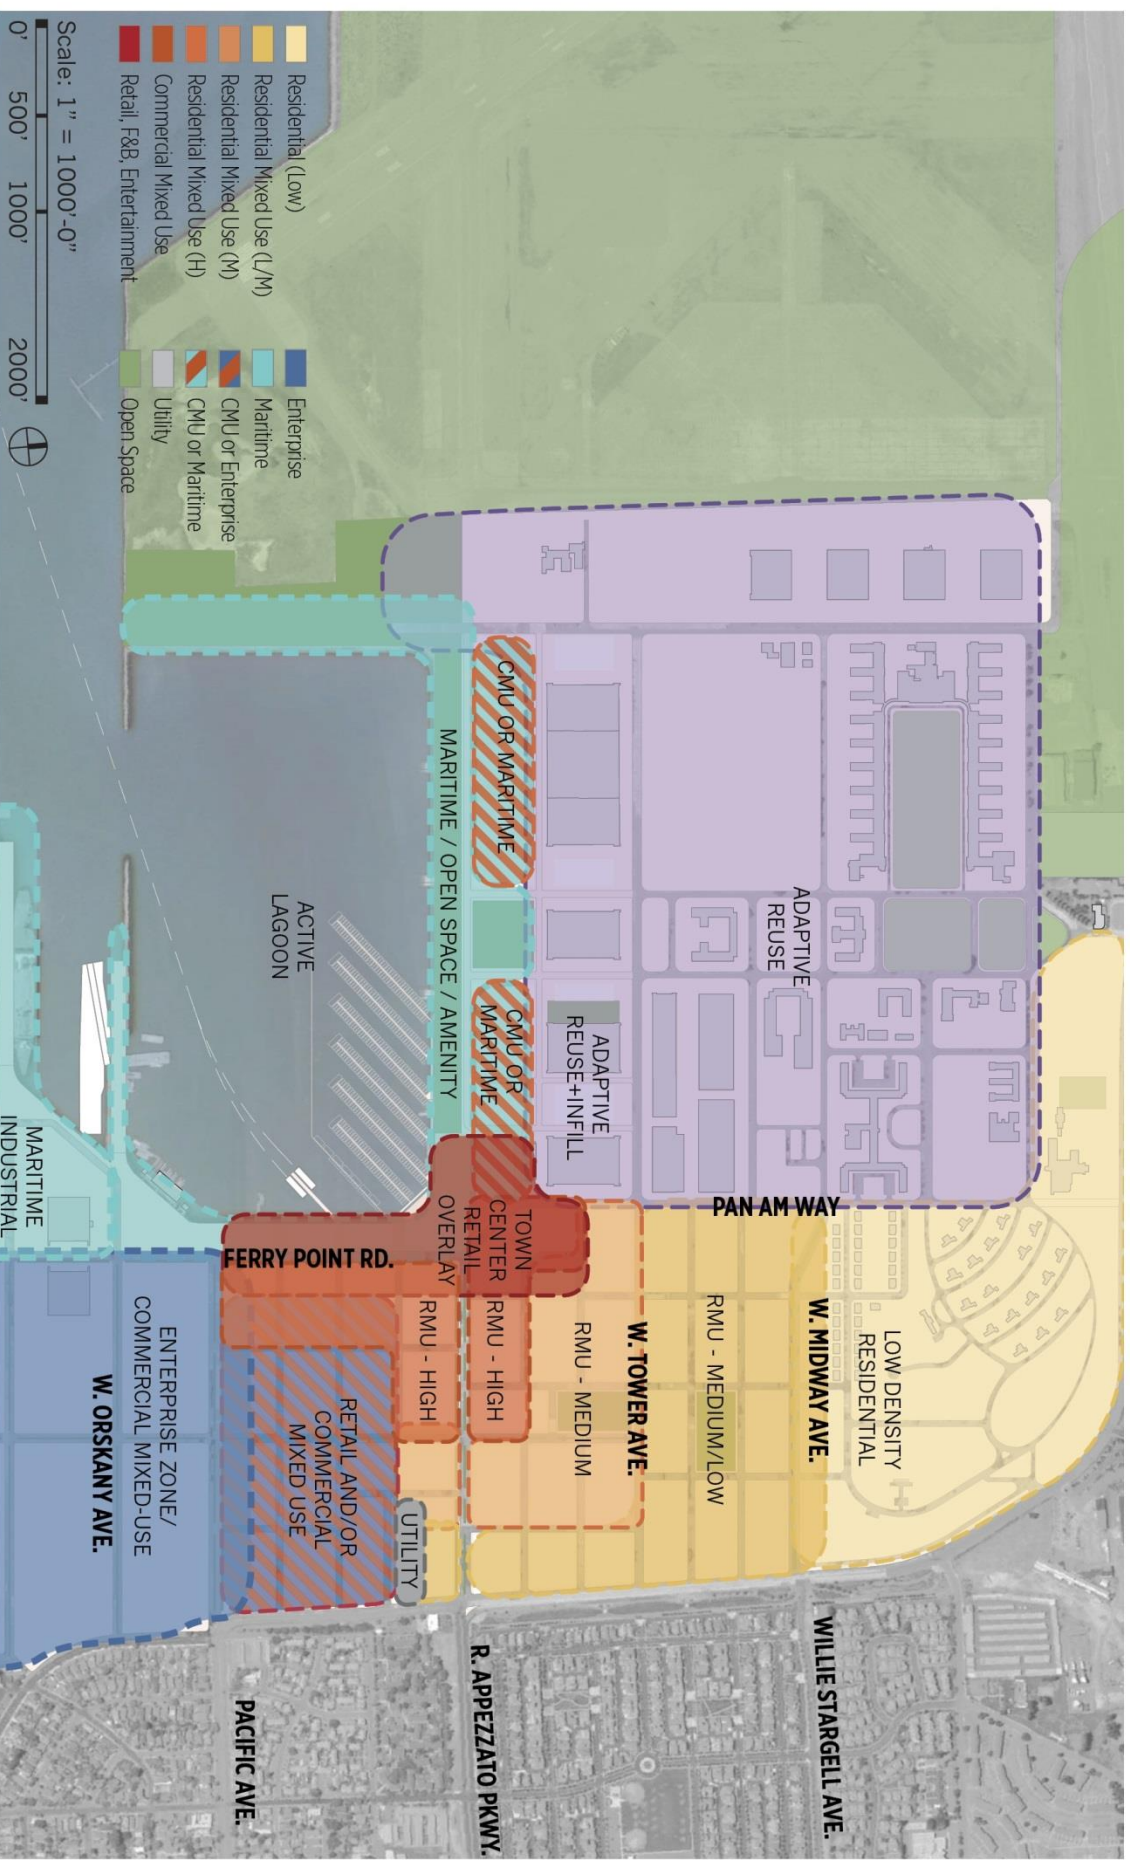 ADAPTIVE
REUSE
ADAPTIVE
REUSE+INFILL
CMU OR MARITIME
CMU OR
MARITIME
MARITIME / OPEN SPACE / AMENITY
ACTIVE
LAGOON
MARITIME
INDUSTRIAL
PAN AM WAY
LOW DENSITY
RESIDENTIAL
W. MIDWAY AVE.
WILLIE STARGELL AVE.
RMU - MEDIUM/LOW
W. TOWER AVE.
RMU - MEDIUM
TOWN
CENTER
RETAIL
OVERLAY
RMU - HIGH
RMU - HIGH
R. APPEZZATO PKWY.
UTILITY
FERRY POINT RD.
RETAIL AND/OR
COMMERCIAL
MIXED USE
PACIFIC AVE.
ENTERPRISE ZONE/
COMMERCIAL MIXED-USE
W. ORSKANY AVE.
Residential (Low)
Residential Mixed Use (L/M)
Residential Mixed Use (M)
Residential Mixed Use (H)
Commercial Mixed Use
Retail, F&B, Entertainment
Enterprise
Maritime
CMU or Enterprise
CMU or Maritime
Utility
Open Space
Scale: 1" = 1000'-0"
0' 500' 1000' 2000'